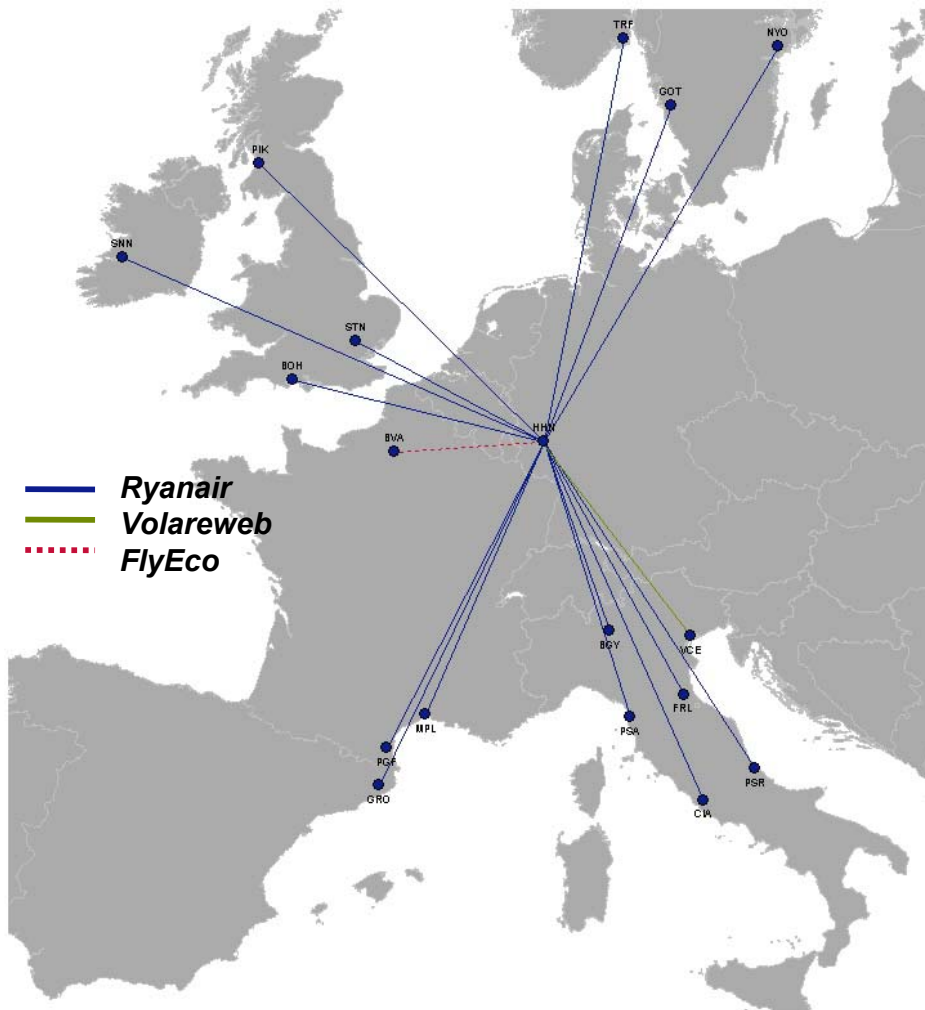 TRF
NYO
GOT
PIK
SNN
STN
BOH
HHN
BVA
Ryanair
Volareweb
FlyEco
BGY
VCE
FRL
MPL
PSA
PGF
PSR
GRO
CIA